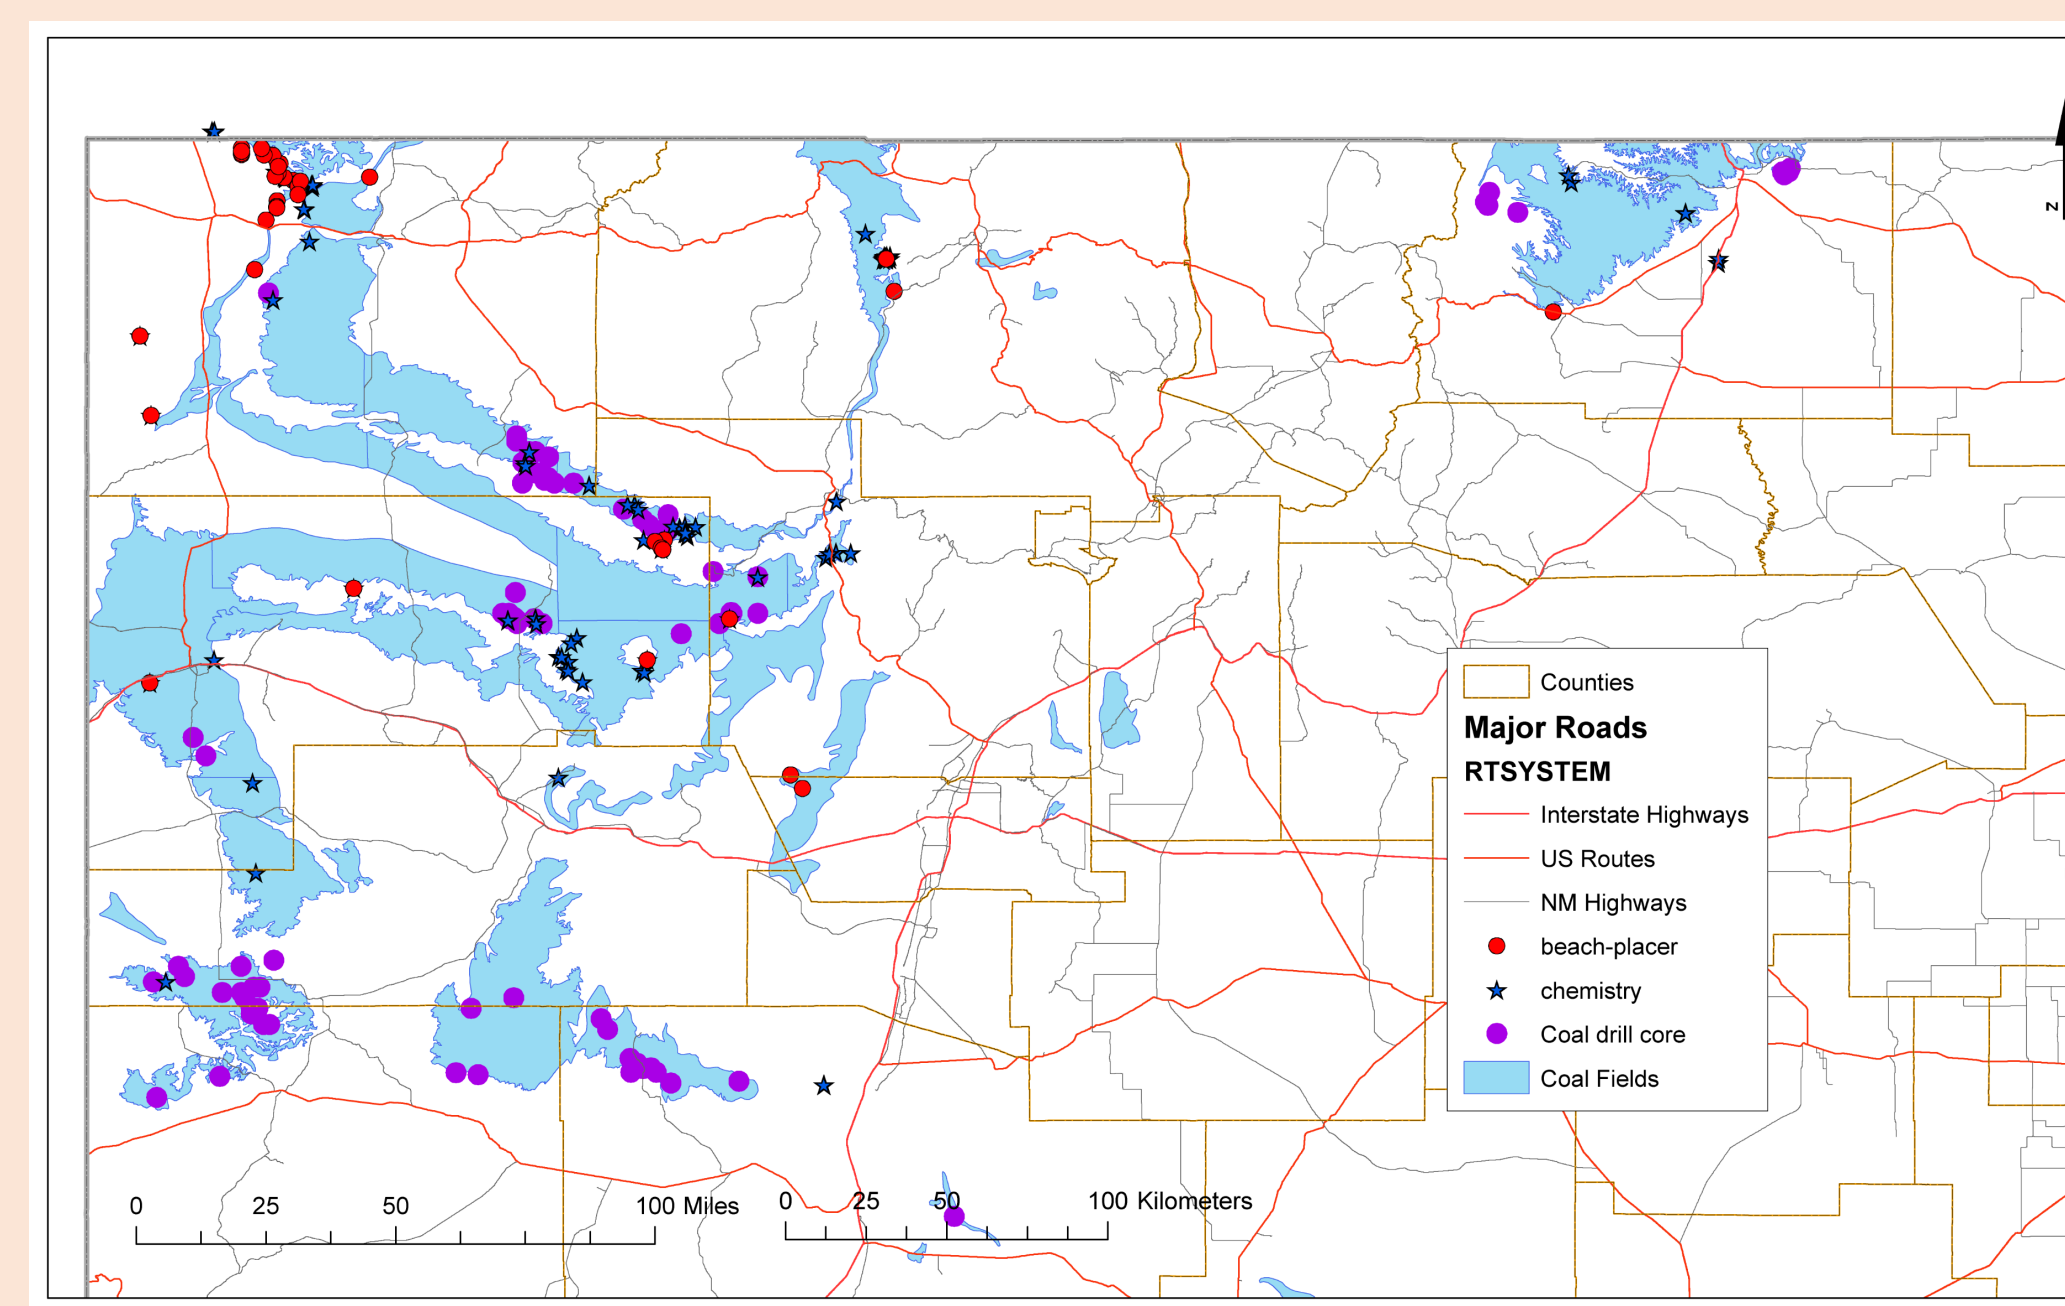 z
Counties
Major Roads
RTSYSTEM
Interstate Highways
US Routes
NM Highways
beach-placer
chemistry
Coal drill core
Coal Fields
0 25 50 100 Miles
0 25 50 100 Kilometers